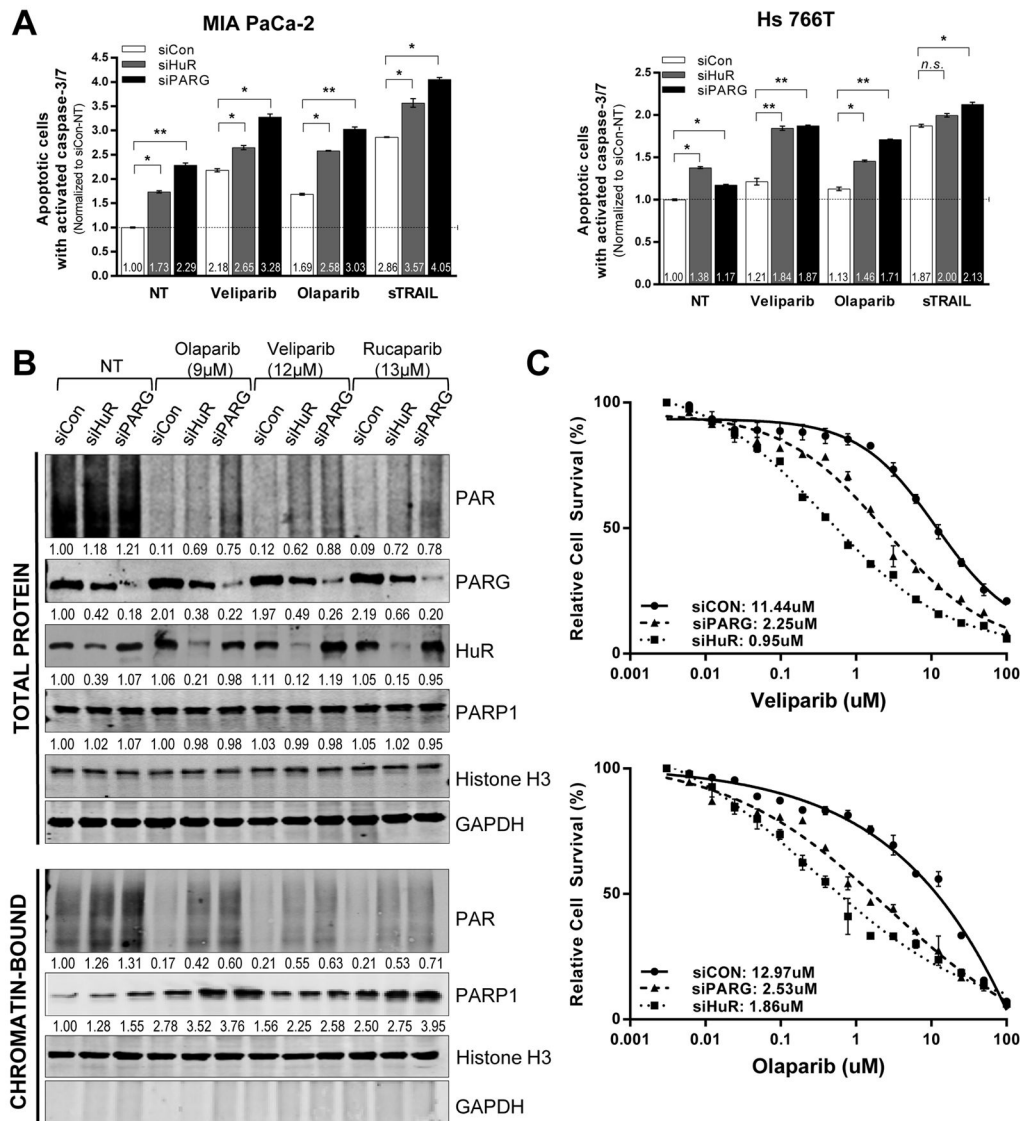 A
MIA PaCa-2
siCon
siHuR
siPARG
Apoptotic cells
with activated caspase-3/7
(Normalized to siCon-NT)
4.5
4.0
3.5
3.0
2.5
2.0
1.5
1.0
0.5
0.0
* ** * * * ** * *
1.00 1.73 2.29 2.18 2.65 3.28 1.69 2.58 3.03 2.86 3.57 4.05
NT Veliparib Olaparib sTRAIL
Hs 766T
siCon
siHuR
siPARG
Apoptotic cells
with activated caspase-3/7
(Normalized to siCon-NT)
2.5
2.0
1.5
1.0
0.5
0.0
* * ** ** * ** n.s. *
1.00 1.38 1.17 1.21 1.84 1.87 1.13 1.46 1.71 1.87 2.00 2.13
NT Veliparib Olaparib sTRAIL
B
NT Olaparib (9µM) Veliparib (12µM) Rucaparib (13µM)
siCon siHuR siPARG siCon siHuR siPARG siCon siHuR siPARG siCon siHuR siPARG
TOTAL PROTEIN
PAR
1.00 1.18 1.21 0.11 0.69 0.75 0.12 0.62 0.88 0.09 0.72 0.78
PARG
1.00 0.42 0.18 2.01 0.38 0.22 1.97 0.49 0.26 2.19 0.66 0.20
HuR
1.00 0.39 1.07 1.06 0.21 0.98 1.11 0.12 1.19 1.05 0.15 0.95
PARP1
1.00 1.02 1.07 1.00 0.98 0.98 1.03 0.99 0.98 1.05 1.02 0.95
Histone H3
GAPDH
CHROMATIN-BOUND
PAR
1.00 1.26 1.31 0.17 0.42 0.60 0.21 0.55 0.63 0.21 0.53 0.71
PARP1
1.00 1.28 1.55 2.78 3.52 3.76 1.56 2.25 2.58 2.50 2.75 3.95
Histone H3
GAPDH
C
Relative Cell Survival (%)
100
50
0
siCON: 11.44uM
siPARG: 2.25uM
siHuR: 0.95uM
0.001 0.01 0.1 1 10 100
Veliparib (uM)
Relative Cell Survival (%)
100
50
0
siCON: 12.97uM
siPARG: 2.53uM
siHuR: 1.86uM
0.001 0.01 0.1 1 10 100
Olaparib (uM)